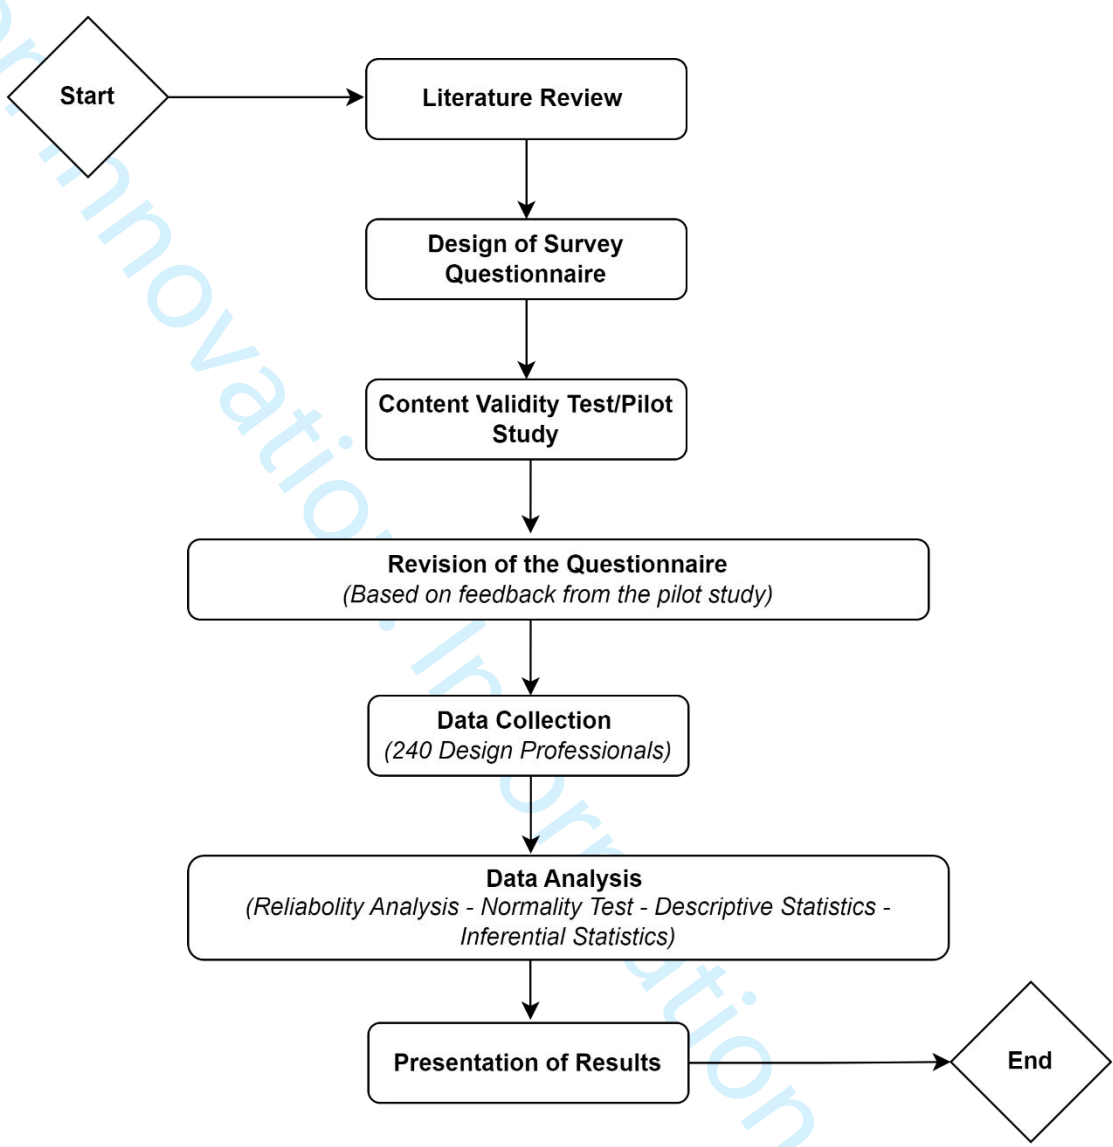 Start
Literature Review
Design of Survey
Questionnaire
Content Validity Test/Pilot
Study
Revision of the Questionnaire
(Based on feedback from the pilot study)
Data Collection
(240 Design Professionals)
Data Analysis
(Reliabolity Analysis - Normality Test - Descriptive Statistics -
Inferential Statistics)
Presentation of Results
End
Innovation: Information